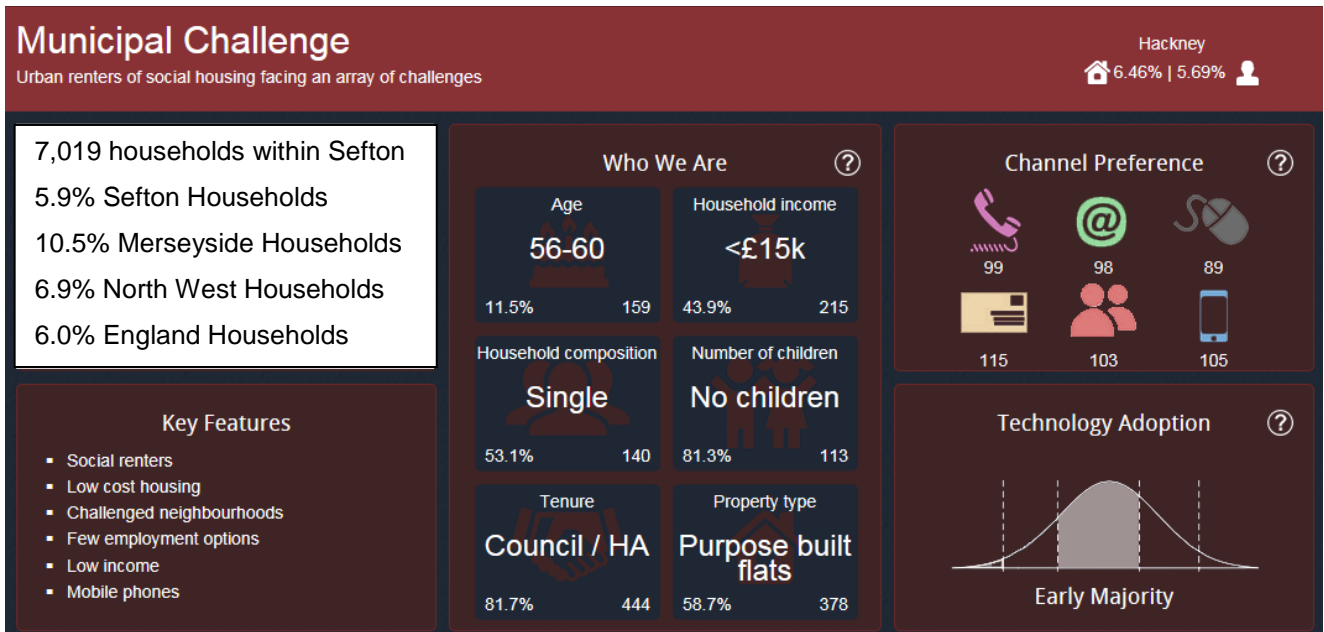 Municipal Challenge
Urban renters of social housing facing an array of challenges
Hackney
6.46% | 5.69%
7,019 households within Sefton
5.9% Sefton Households
10.5% Merseyside Households
6.9% North West Households
6.0% England Households
Key Features
Social renters
Low cost housing
Challenged neighbourhoods
Few employment options
Low income
Mobile phones
Who We Are
?
Age
56-60
11.5% 159
Household income
<£15k
43.9% 215
Household composition
Single
53.1% 140
Number of children
No children
81.3% 113
Tenure
Council / HA
81.7% 444
Property type
Purpose built
flats
58.7% 378
Channel Preference
?
@
99 98 89
115 103 105
Technology Adoption
?
Early Majority